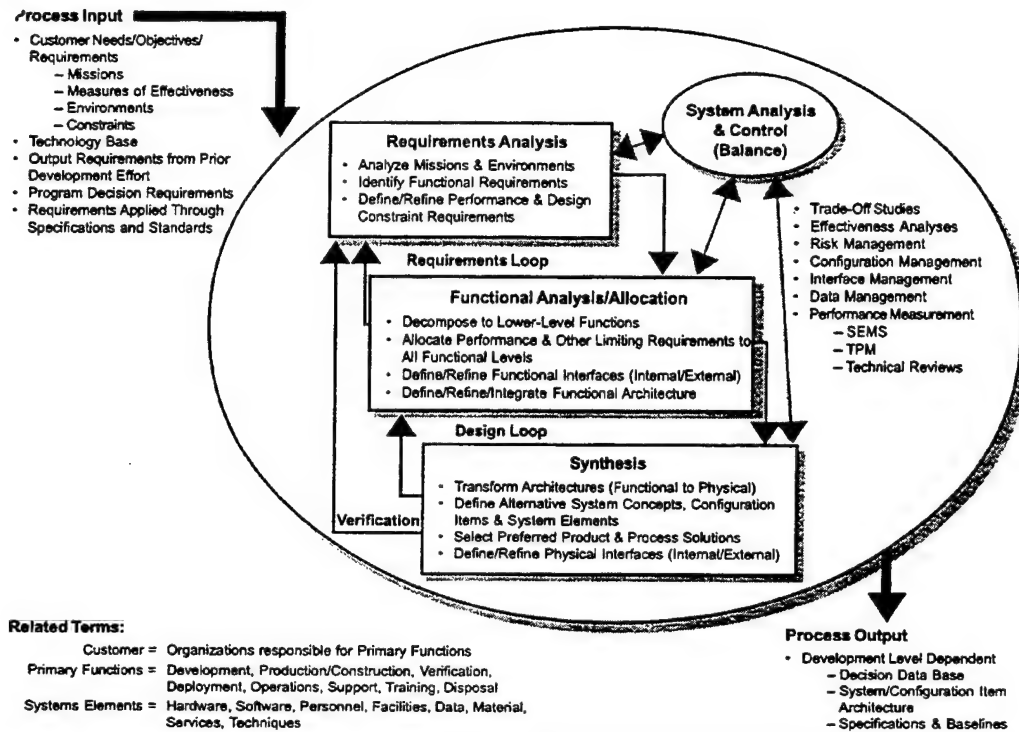 Process Input
• Customer Needs/Objectives/
Requirements
– Missions
– Measures of Effectiveness
– Environments
– Constraints
• Technology Base
• Output Requirements from Prior
Development Effort
• Program Decision Requirements
• Requirements Applied Through
Specifications and Standards
Requirements Analysis
• Analyze Missions & Environments
• Identify Functional Requirements
• Define/Refine Performance & Design
Constraint Requirements
System Analysis
& Control
(Balance)
• Trade-Off Studies
• Effectiveness Analyses
• Risk Management
• Configuration Management
• Interface Management
• Data Management
• Performance Measurement
– SEMS
– TPM
– Technical Reviews
Requirements Loop
Functional Analysis/Allocation
• Decompose to Lower-Level Functions
• Allocate Performance & Other Limiting Requirements to
All Functional Levels
• Define/Refine Functional Interfaces (Internal/External)
• Define/Refine/Integrate Functional Architecture
Design Loop
Synthesis
• Transform Architectures (Functional to Physical)
• Define Alternative System Concepts, Configuration
Items & System Elements
• Select Preferred Product & Process Solutions
• Define/Refine Physical Interfaces (Internal/External)
Verification
Related Terms:
Customer = Organizations responsible for Primary Functions
Primary Functions = Development, Production/Construction, Verification,
Deployment, Operations, Support, Training, Disposal
Systems Elements = Hardware, Software, Personnel, Facilities, Data, Material,
Services, Techniques
Process Output
• Development Level Dependent
– Decision Data Base
– System/Configuration Item
Architecture
– Specifications & Baselines